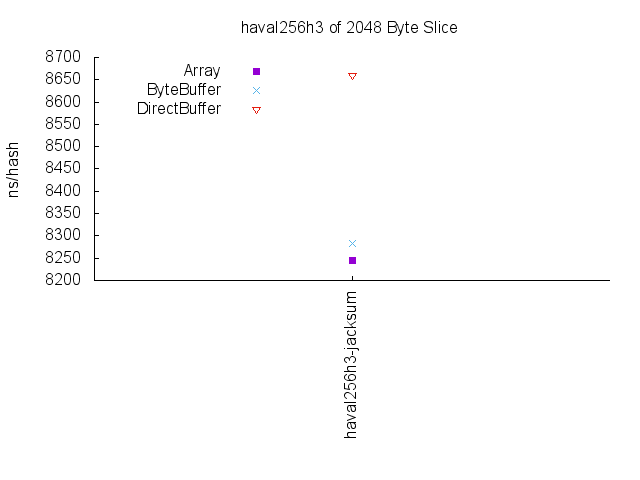 haval256h3 of 2048 Byte Slice
8700
8650
8600
8550
8500
8450
8400
8350
8300
8250
8200
ns/hash
Array
ByteBuffer
DirectBuffer
haval256h3-jacksum